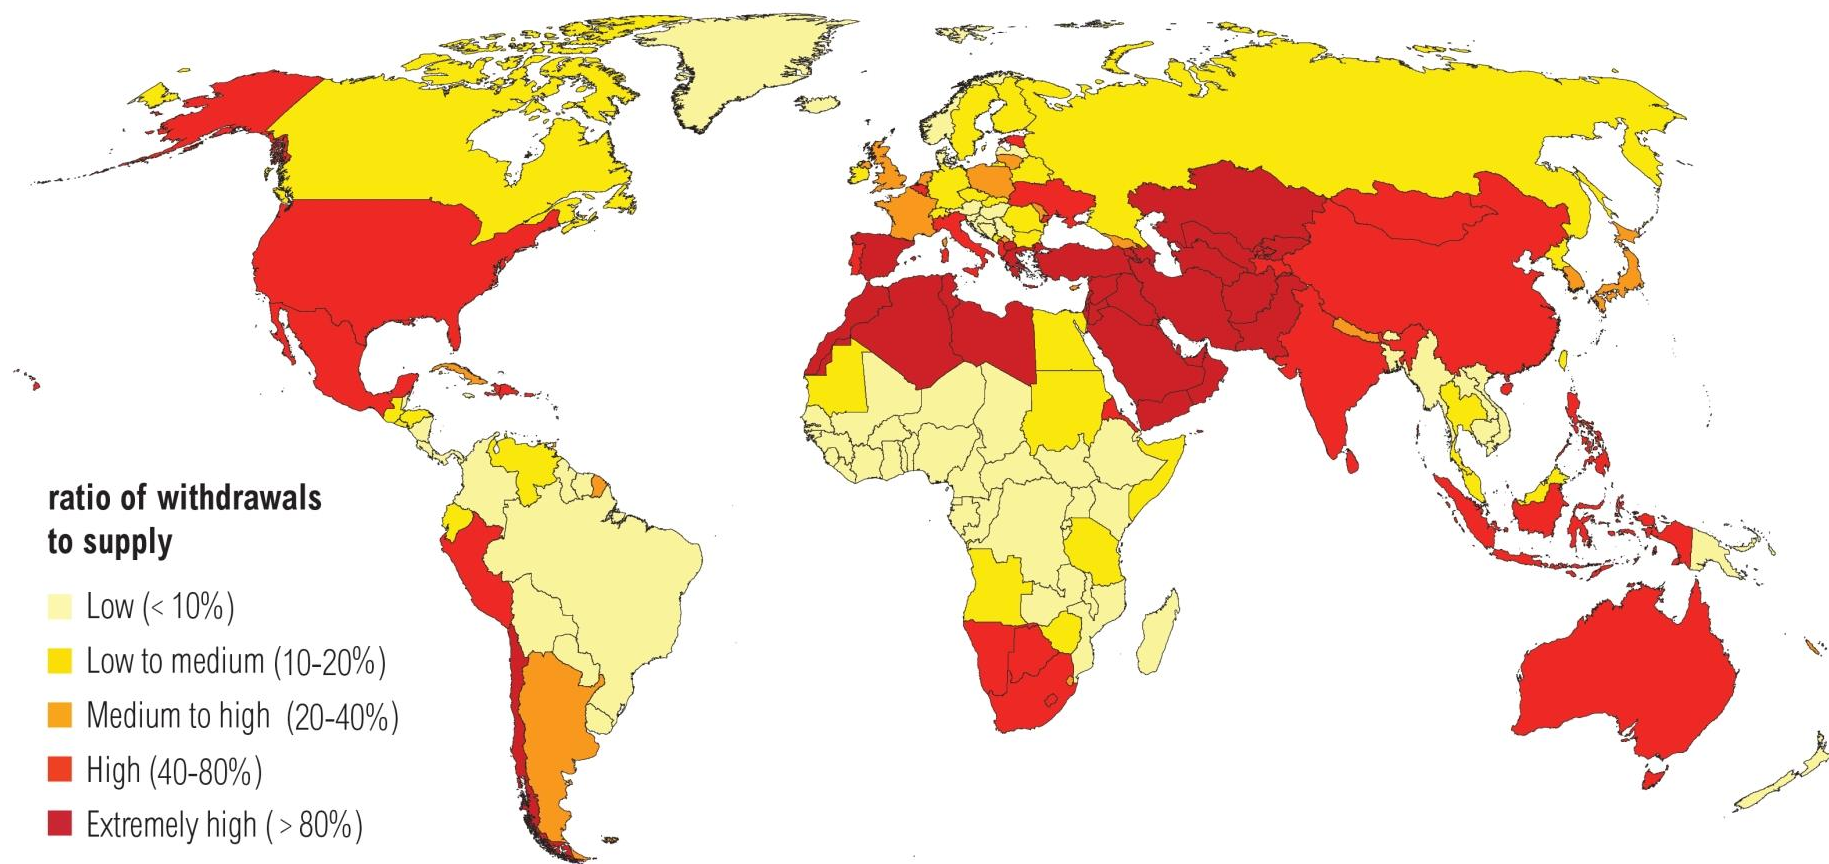 ratio of withdrawals
to supply
Low (< 10%)
Low to medium (10-20%)
Medium to high (20-40%)
High (40-80%)
Extremely high (> 80%)